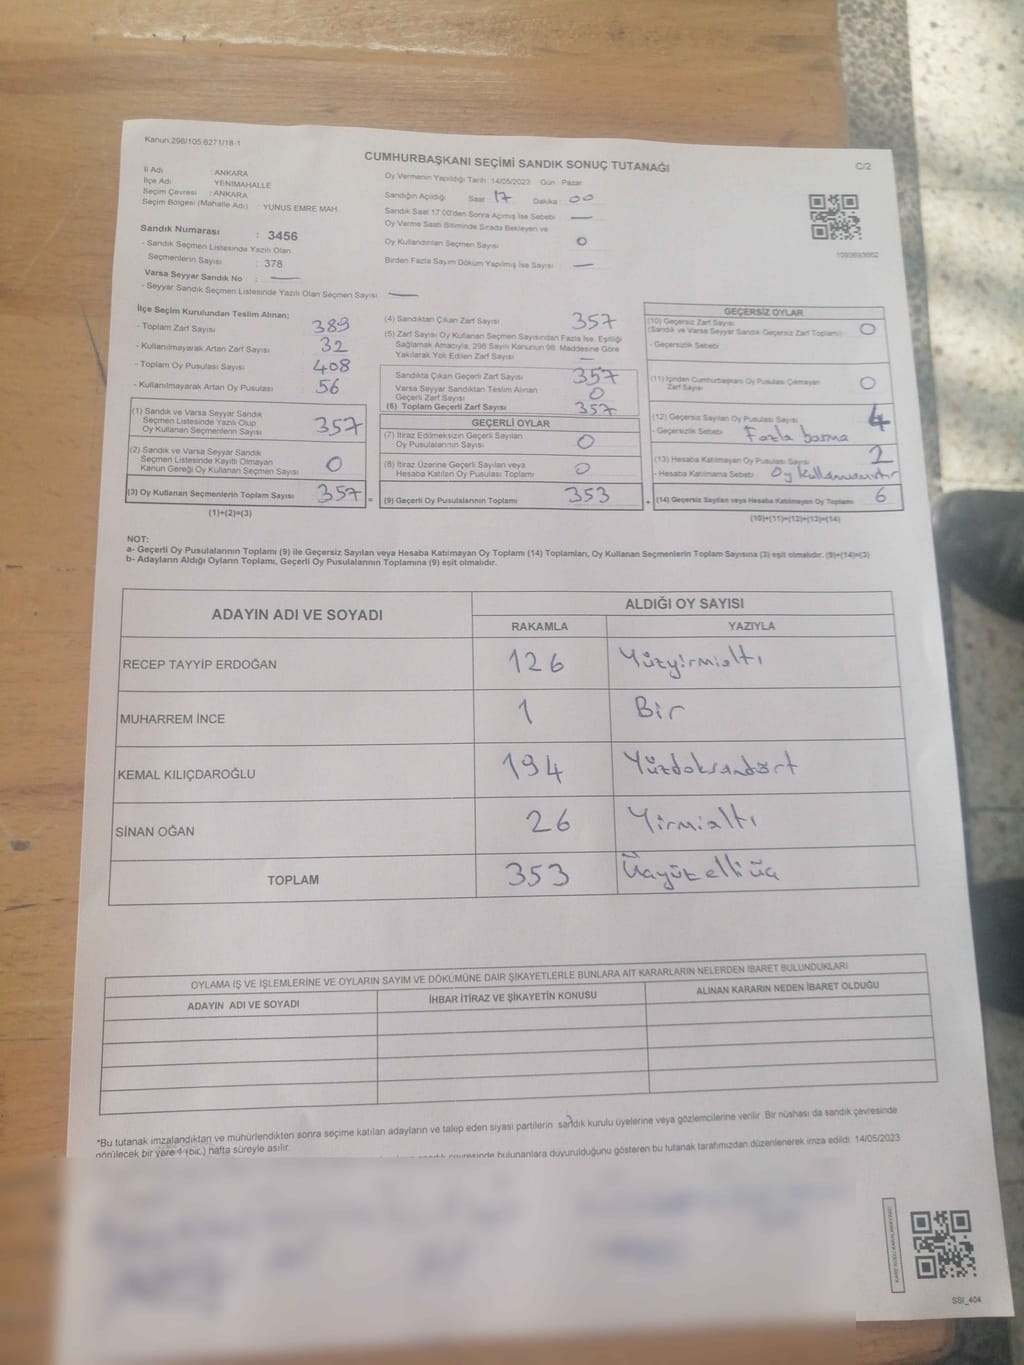 Kanun:298/105:6271/18-1
CUMHURBAŞKANI SEÇİMİ SANDIK SONUÇ TUTANAĞI
C/2
İl Adı : ANKARA
İlçe Adı : YENİMAHALLE
Seçim Çevresi : ANKARA
Seçim Bölgesi (Mahalle Adı) : YUNUS EMRE MAH.
Sandık Numarası : 3456
- Sandık Seçmen Listesinde Yazılı Olan
Seçmenlerin Sayısı : 378
Varsa Seyyar Sandık No : —
- Seyyar Sandık Seçmen Listesinde Yazılı Olan Seçmen Sayısı : —
Oy Vermenin Yapıldığı Tarih : 14/05/2023 Gün : Pazar
Sandığın Açıldığı Saat 17 Dakika : 00
Sandık Saat 17:00'den Sonra Açılmış İse Sebebi : —
Oy Verme Saati Bitiminde Sırada Bekleyen ve
Oy Kullandırılan Seçmen Sayısı : 0
Birden Fazla Sayım Döküm Yapılmış İse Sayısı : —
İlçe Seçim Kurulundan Teslim Alınan;
- Toplam Zarf Sayısı 389
- Kullanılmayarak Artan Zarf Sayısı 32
- Toplam Oy Pusulası Sayısı 408
- Kullanılmayarak Artan Oy Pusulası 56
(1) Sandık ve Varsa Seyyar Sandık
Seçmen Listesinde Yazılı Olup
Oy Kullanan Seçmenlerin Sayısı 357
(2) Sandık ve Varsa Seyyar Sandık
Seçmen Listesinde Kayıtlı Olmayan
Kanun Gereği Oy Kullanan Seçmen Sayısı 0
(3) Oy Kullanan Seçmenlerin Toplam Sayısı 357 =
(1)+(2)=(3)
(4) Sandıktan Çıkan Zarf Sayısı 357
(5) Zarf Sayısı Oy Kullanan Seçmen Sayısından Fazla İse, Eşitliği
Sağlamak Amacıyla, 298 Sayılı Kanunun 98. Maddesine Göre
Yakılarak Yok Edilen Zarf Sayısı —
Sandıkta Çıkan Geçerli Zarf Sayısı 357
Varsa Seyyar Sandıktan Teslim Alınan
Geçerli Zarf Sayısı 0
(6) Toplam Geçerli Zarf Sayısı 357
GEÇERLİ OYLAR
(7) İtiraz Edilmeksizin Geçerli Sayılan
Oy Pusulalarının Sayısı 0
(8) İtiraz Üzerine Geçerli Sayılan veya
Hesaba Katılan Oy Pusulası Toplamı 0
(9) Geçerli Oy Pusulalarının Toplamı 353 +
GEÇERSİZ OYLAR
(10) Geçersiz Zarf Sayısı
(Sandık ve Varsa Seyyar Sandık Geçersiz Zarf Toplamı) 0
- Geçersizlik Sebebi
(11) İçinden Cumhurbaşkanı Oy Pusulası Çıkmayan
Zarf Sayısı 0
(12) Geçersiz Sayılan Oy Pusulası Sayısı 4
- Geçersizlik Sebebi Fazla basma
(13) Hesaba Katılmayan Oy Pusulası Sayısı 2
- Hesaba Katılmama Sebebi Oy kullanmamıştır
(14) Geçersiz Sayılan veya Hesaba Katılmayan Oy Toplamı 6
(10)+(11)+(12)+(13)=(14)
NOT:
a- Geçerli Oy Pusulalarının Toplamı (9) ile Geçersiz Sayılan veya Hesaba Katılmayan Oy Toplamı (14) Toplamları, Oy Kullanan Seçmenlerin Toplam Sayısına (3) eşit olmalıdır. (9)+(14)=(3)
b- Adayların Aldığı Oyların Toplamı, Geçerli Oy Pusulalarının Toplamına (9) eşit olmalıdır.
ADAYIN ADI VE SOYADI
ALDIĞI OY SAYISI
RAKAMLA YAZIYLA
RECEP TAYYİP ERDOĞAN 126 Yüzyirmialtı
MUHARREM İNCE 1 Bir
KEMAL KILIÇDAROĞLU 194 Yüzdoksandört
SİNAN OĞAN 26 Yirmialtı
TOPLAM 353 Üçyüzelliüç
OYLAMA İŞ VE İŞLEMLERİNE VE OYLARIN SAYIM VE DÖKÜMÜNE DAİR ŞİKAYETLERLE BUNLARA AİT KARARLARIN NELERDEN İBARET BULUNDUKLARI
ADAYIN ADI VE SOYADI İHBAR İTİRAZ VE ŞİKAYETİN KONUSU ALINAN KARARIN NEDEN İBARET OLDUĞU
*Bu tutanak imzalandıktan ve mühürlendikten sonra seçime katılan adayların ve talep eden siyasi partilerin sandık kurulu üyelerine veya gözlemcilerine verilir. Bir nüshası da sandık çevresinde
görülecek bir yere 1 (bir) hafta süreyle asılır.
sandık çevresinde bulunanlara duyurulduğunu gösteren bu tutanak tarafımızdan düzenlenerek imza edildi. 14/05/2023
SSI_404